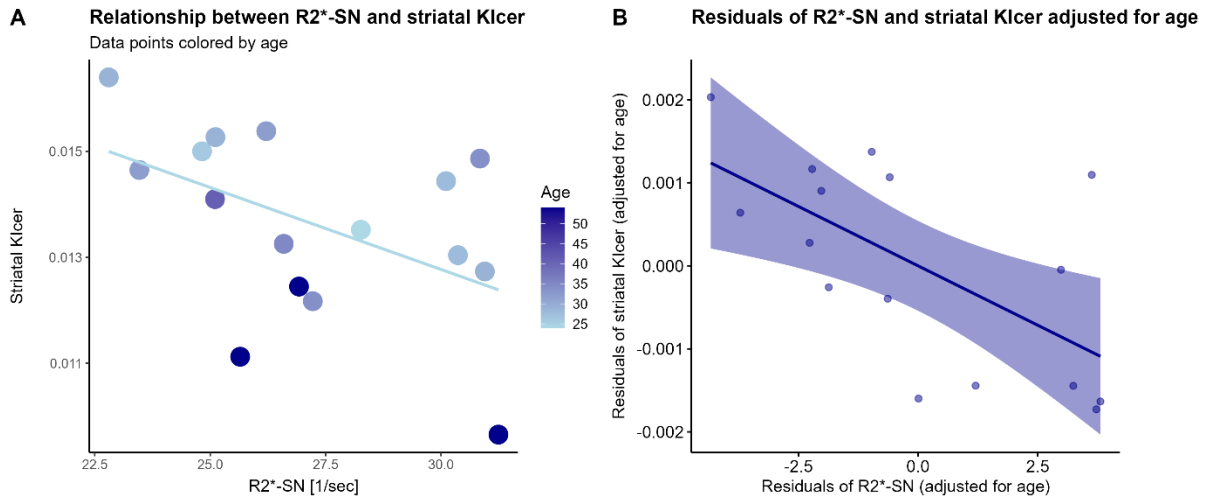 A
Relationship between R2*-SN and striatal KIcer
Data points colored by age
Striatal KIcer
0.015
0.013
0.011
22.5
25.0
27.5
30.0
R2*-SN [1/sec]
Age
50
45
40
35
30
25
B
Residuals of R2*-SN and striatal KIcer adjusted for age
Residuals of striatal KIcer (adjusted for age)
0.002
0.001
0.000
-0.001
-0.002
-2.5
0.0
2.5
Residuals of R2*-SN (adjusted for age)